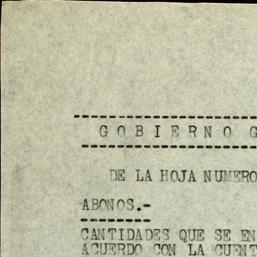 GOBIERNO G
DE LA HOJA NUMERO
ABONOS.-
CANTIDADES QUE SE EN
ACUERDO CON LA CUENT